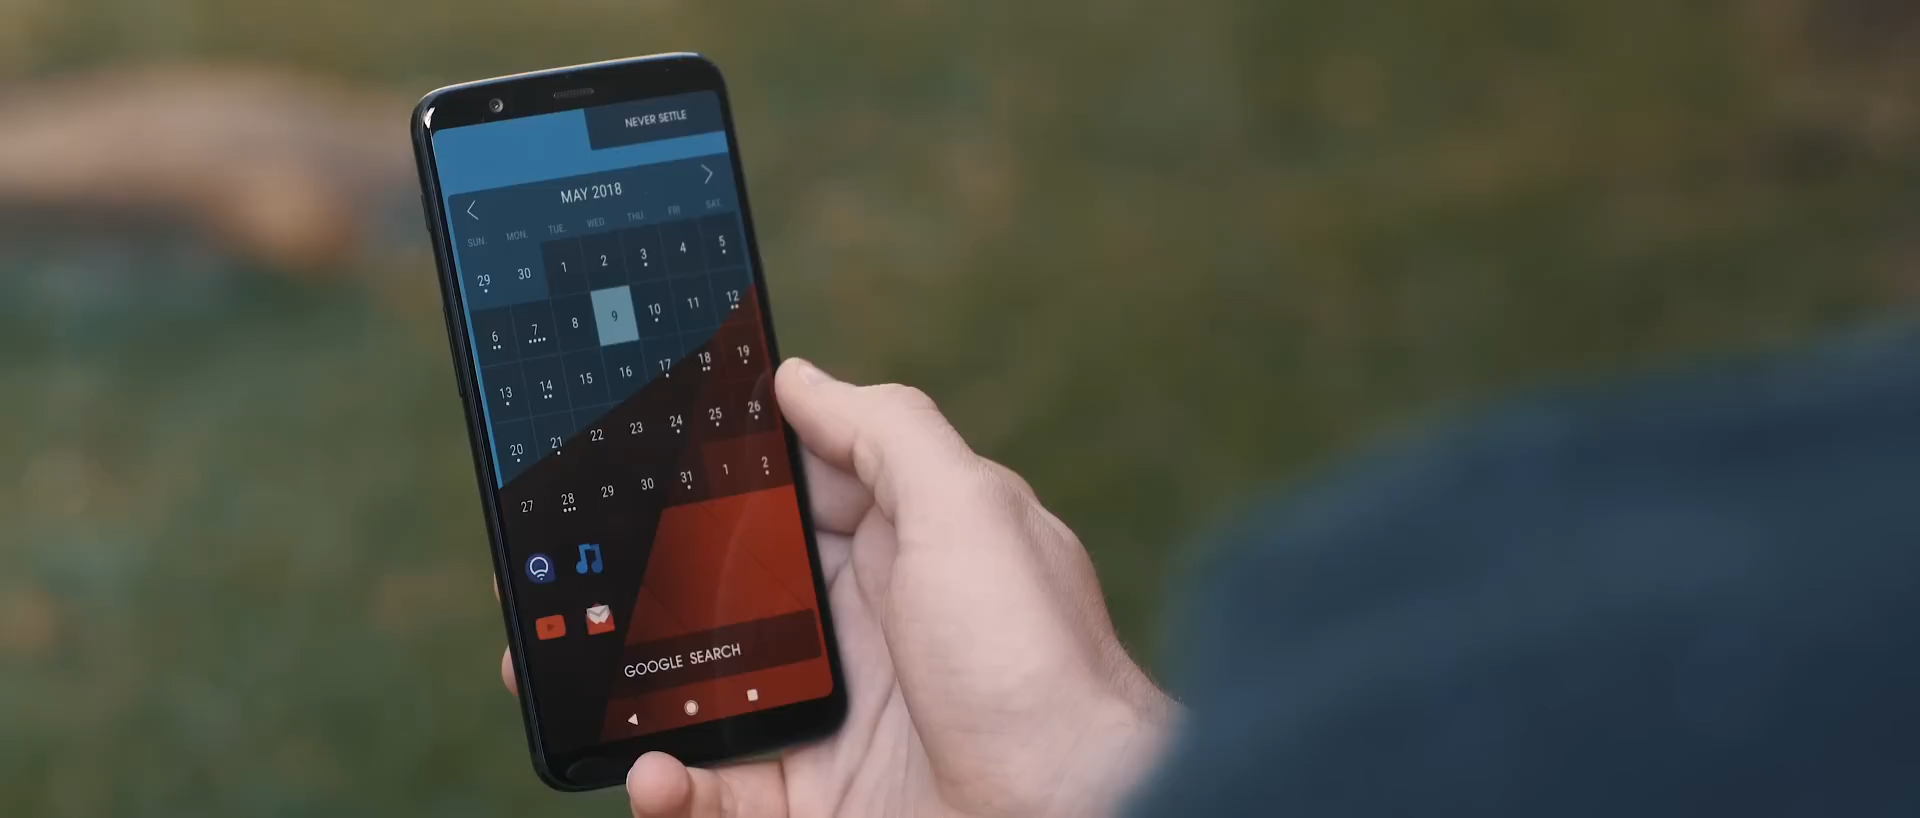 NEVER SETTLE
MAY 2018
SUN. MON. TUE. WED. THU. FRI. SAT.
29 30 1 2 3 4 5
6 7 8 9 10 11 12
13 14 15 16 17 18 19
20 21 22 23 24 25 26
27 28 29 30 31 1 2
GOOGLE SEARCH